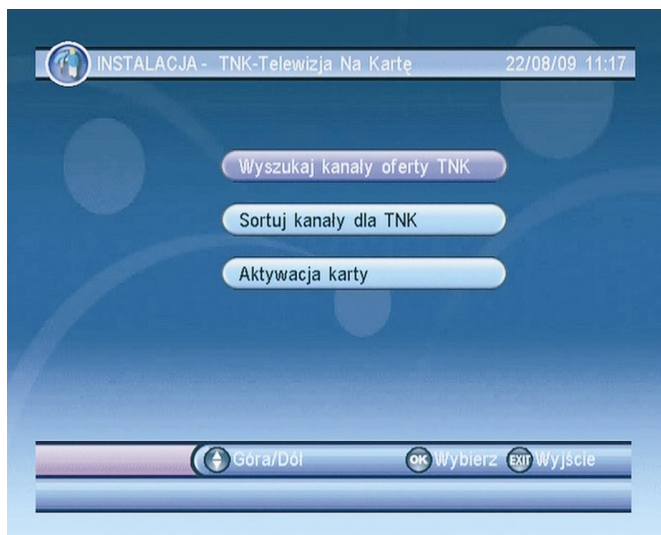 INSTALACJA - TNK-Telewizja Na Kartę 22/08/09 11:17
Wyszukaj kanały oferty TNK
Sortuj kanały dla TNK
Aktywacja karty
Góra/Dół OK Wybierz EXIT Wyjście